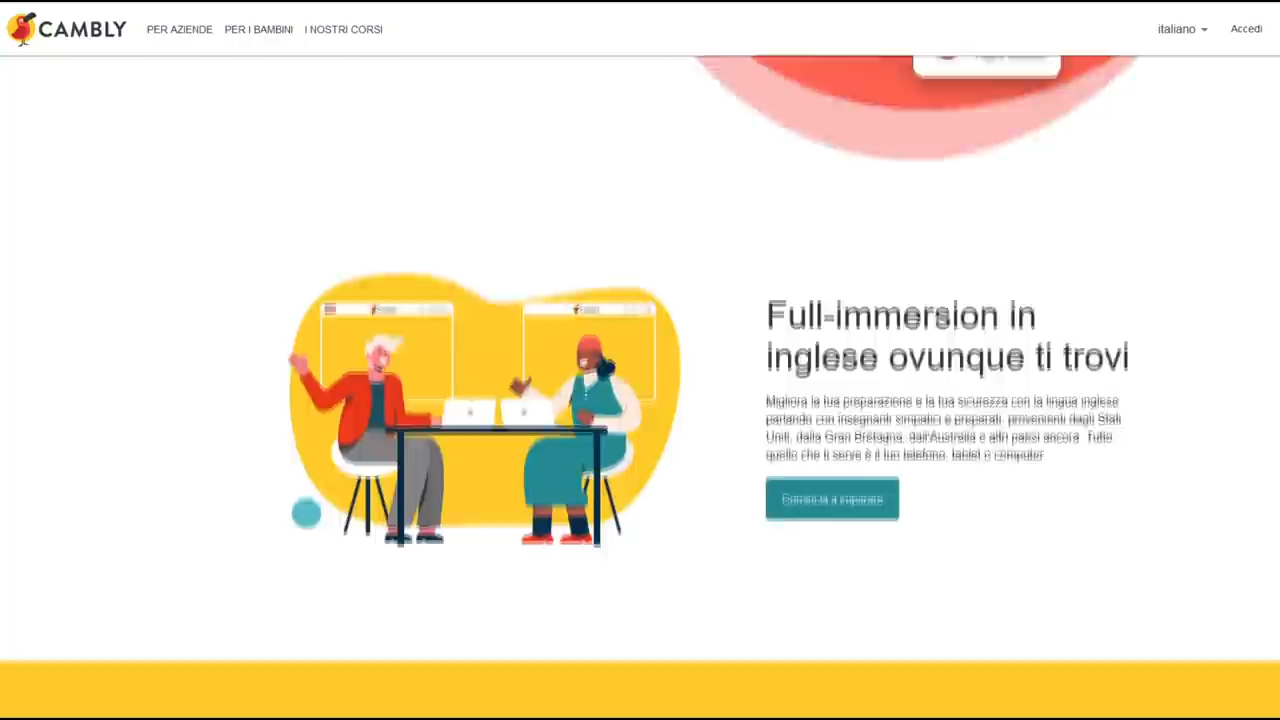 CAMBLY PER AZIENDE PER I BAMBINI I NOSTRI CORSI italiano Accedi
Full-immersion in
inglese ovunque ti trovi
Migliora la tua preparazione e la tua sicurezza con la lingua inglese
parlando con insegnanti simpatici e preparati, provenienti dagli Stati
Uniti, dalla Gran Bretagna, dall'Australia e altri paesi ancora. Tutto
quello che ti serve è il tuo telefono, tablet o computer
Comincia a imparare